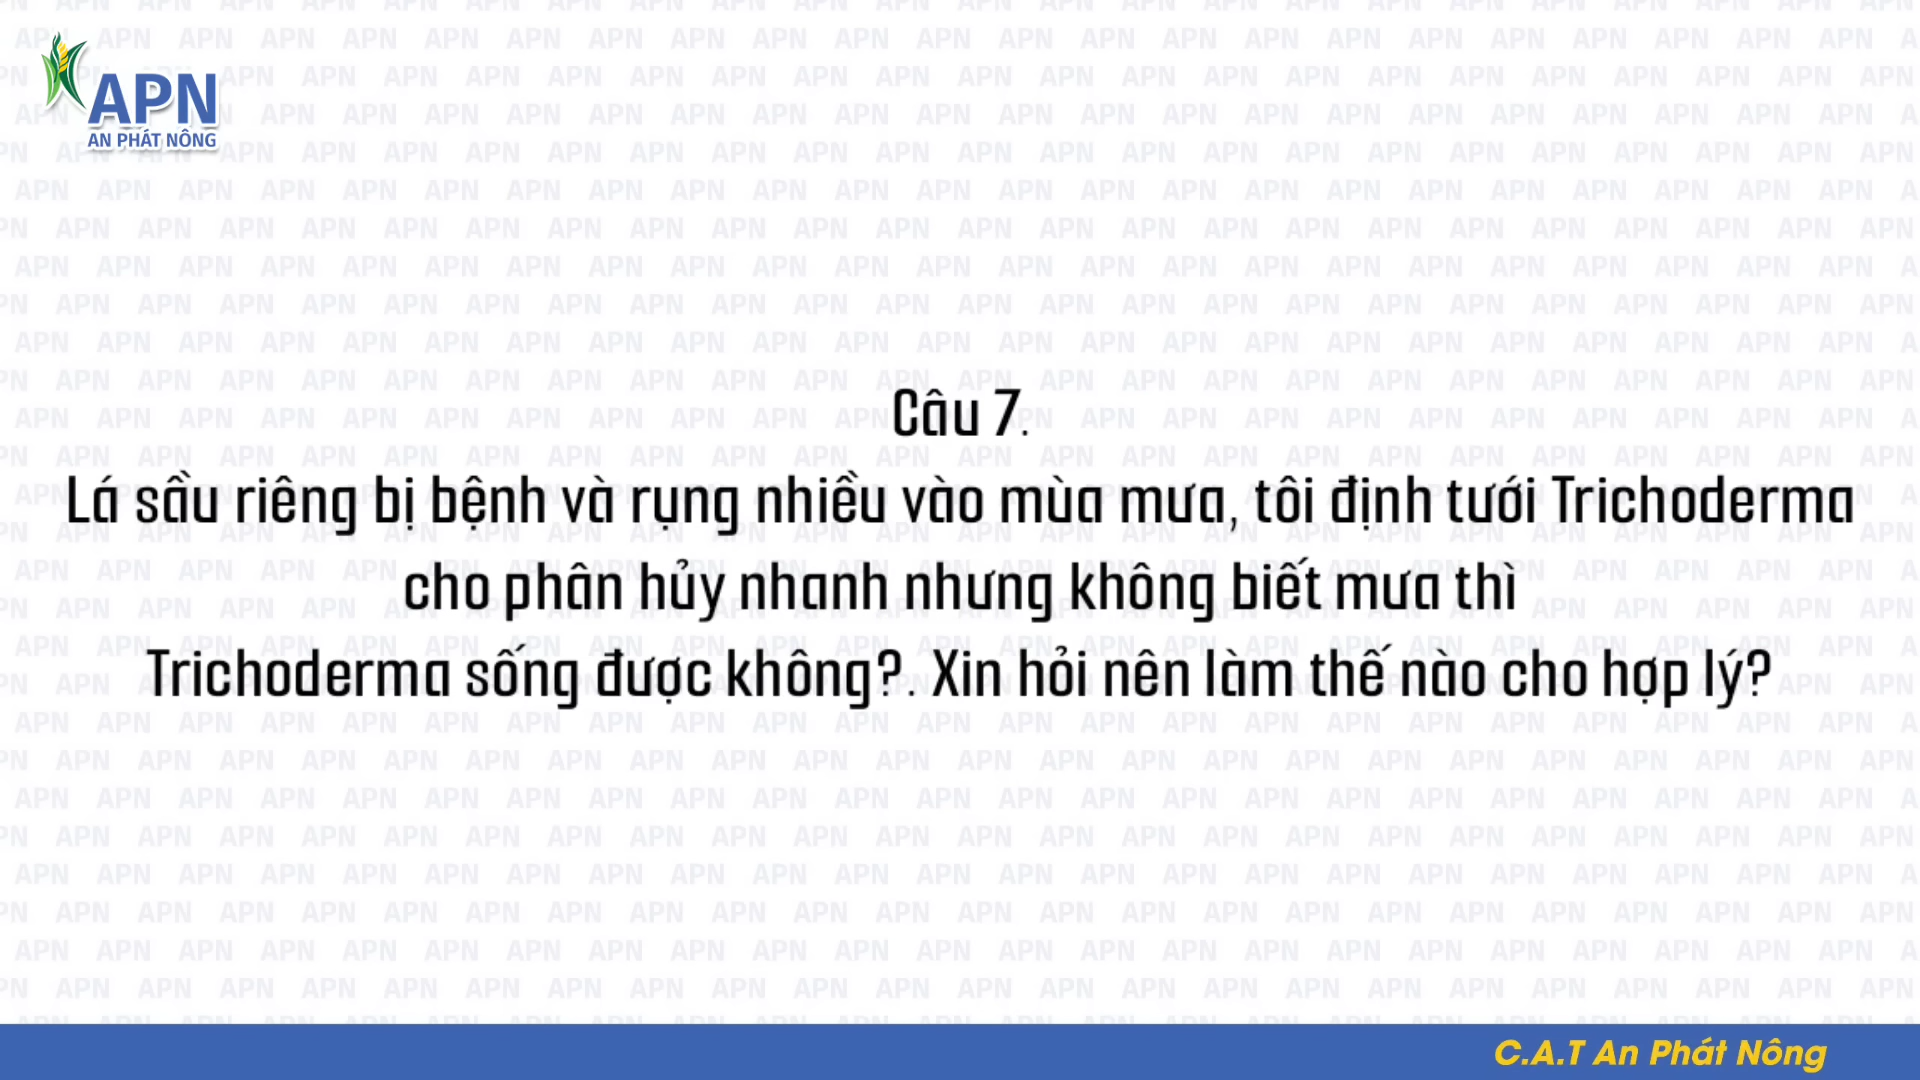 APN
AN PHÁT NÔNG
Câu 7.
Lá sầu riêng bị bệnh và rụng nhiều vào mùa mưa, tôi định tưới Trichoderma
cho phân hủy nhanh nhưng không biết mưa thì
Trichoderma sống được không?. Xin hỏi nên làm thế nào cho hợp lý?
C.A.T An Phát Nông